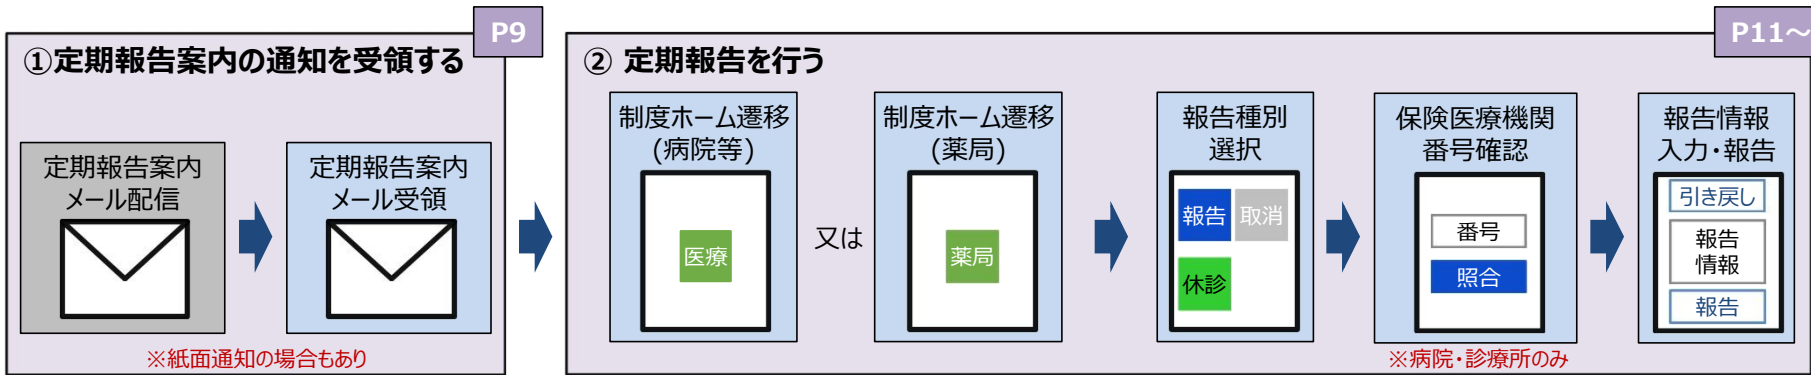 P9
①定期報告案内の通知を受領する
定期報告案内
メール配信
定期報告案内
メール受領
※紙面通知の場合もあり
P11～
② 定期報告を行う
制度ホーム遷移
(病院等)
医療
又は
制度ホーム遷移
(薬局)
薬局
報告種別
選択
報告 取消
休診
保険医療機関
番号確認
番号
照合
※病院・診療所のみ
報告情報
入力・報告
引き戻し
報告
情報
報告